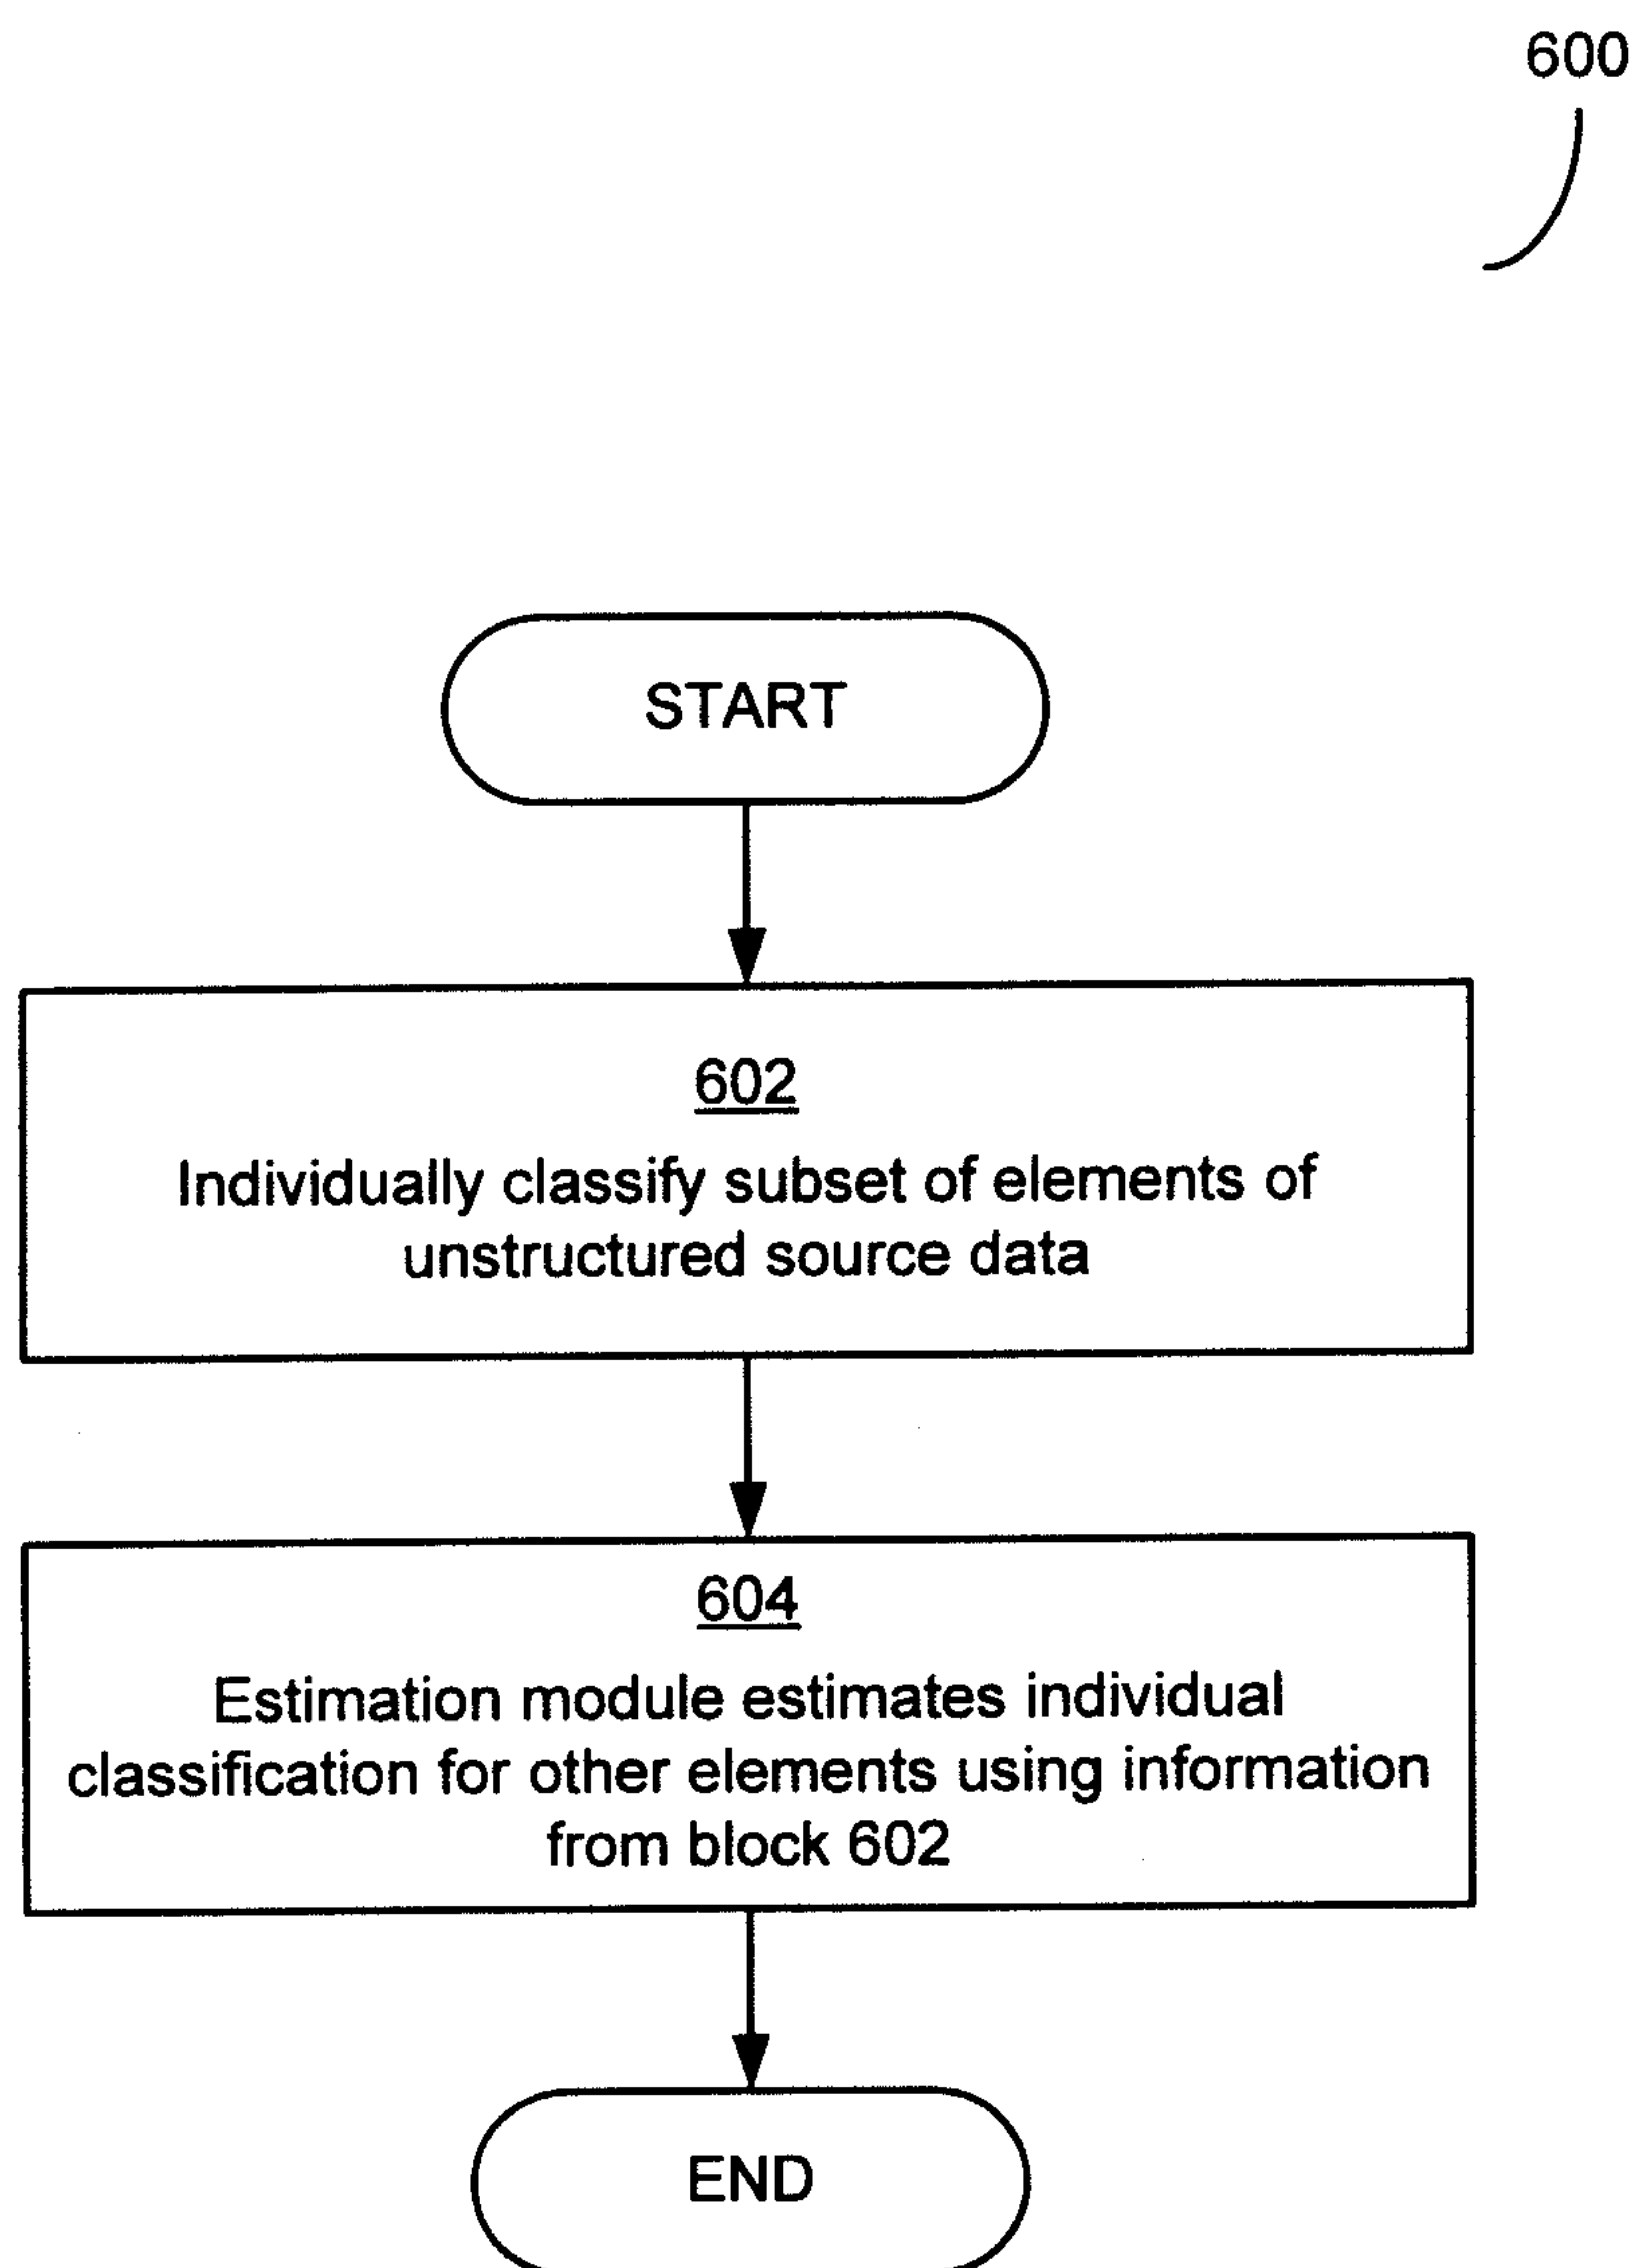 600
START
602
Individually classify subset of elements of
unstructured source data
604
Estimation module estimates individual
classification for other elements using information
from block 602
END